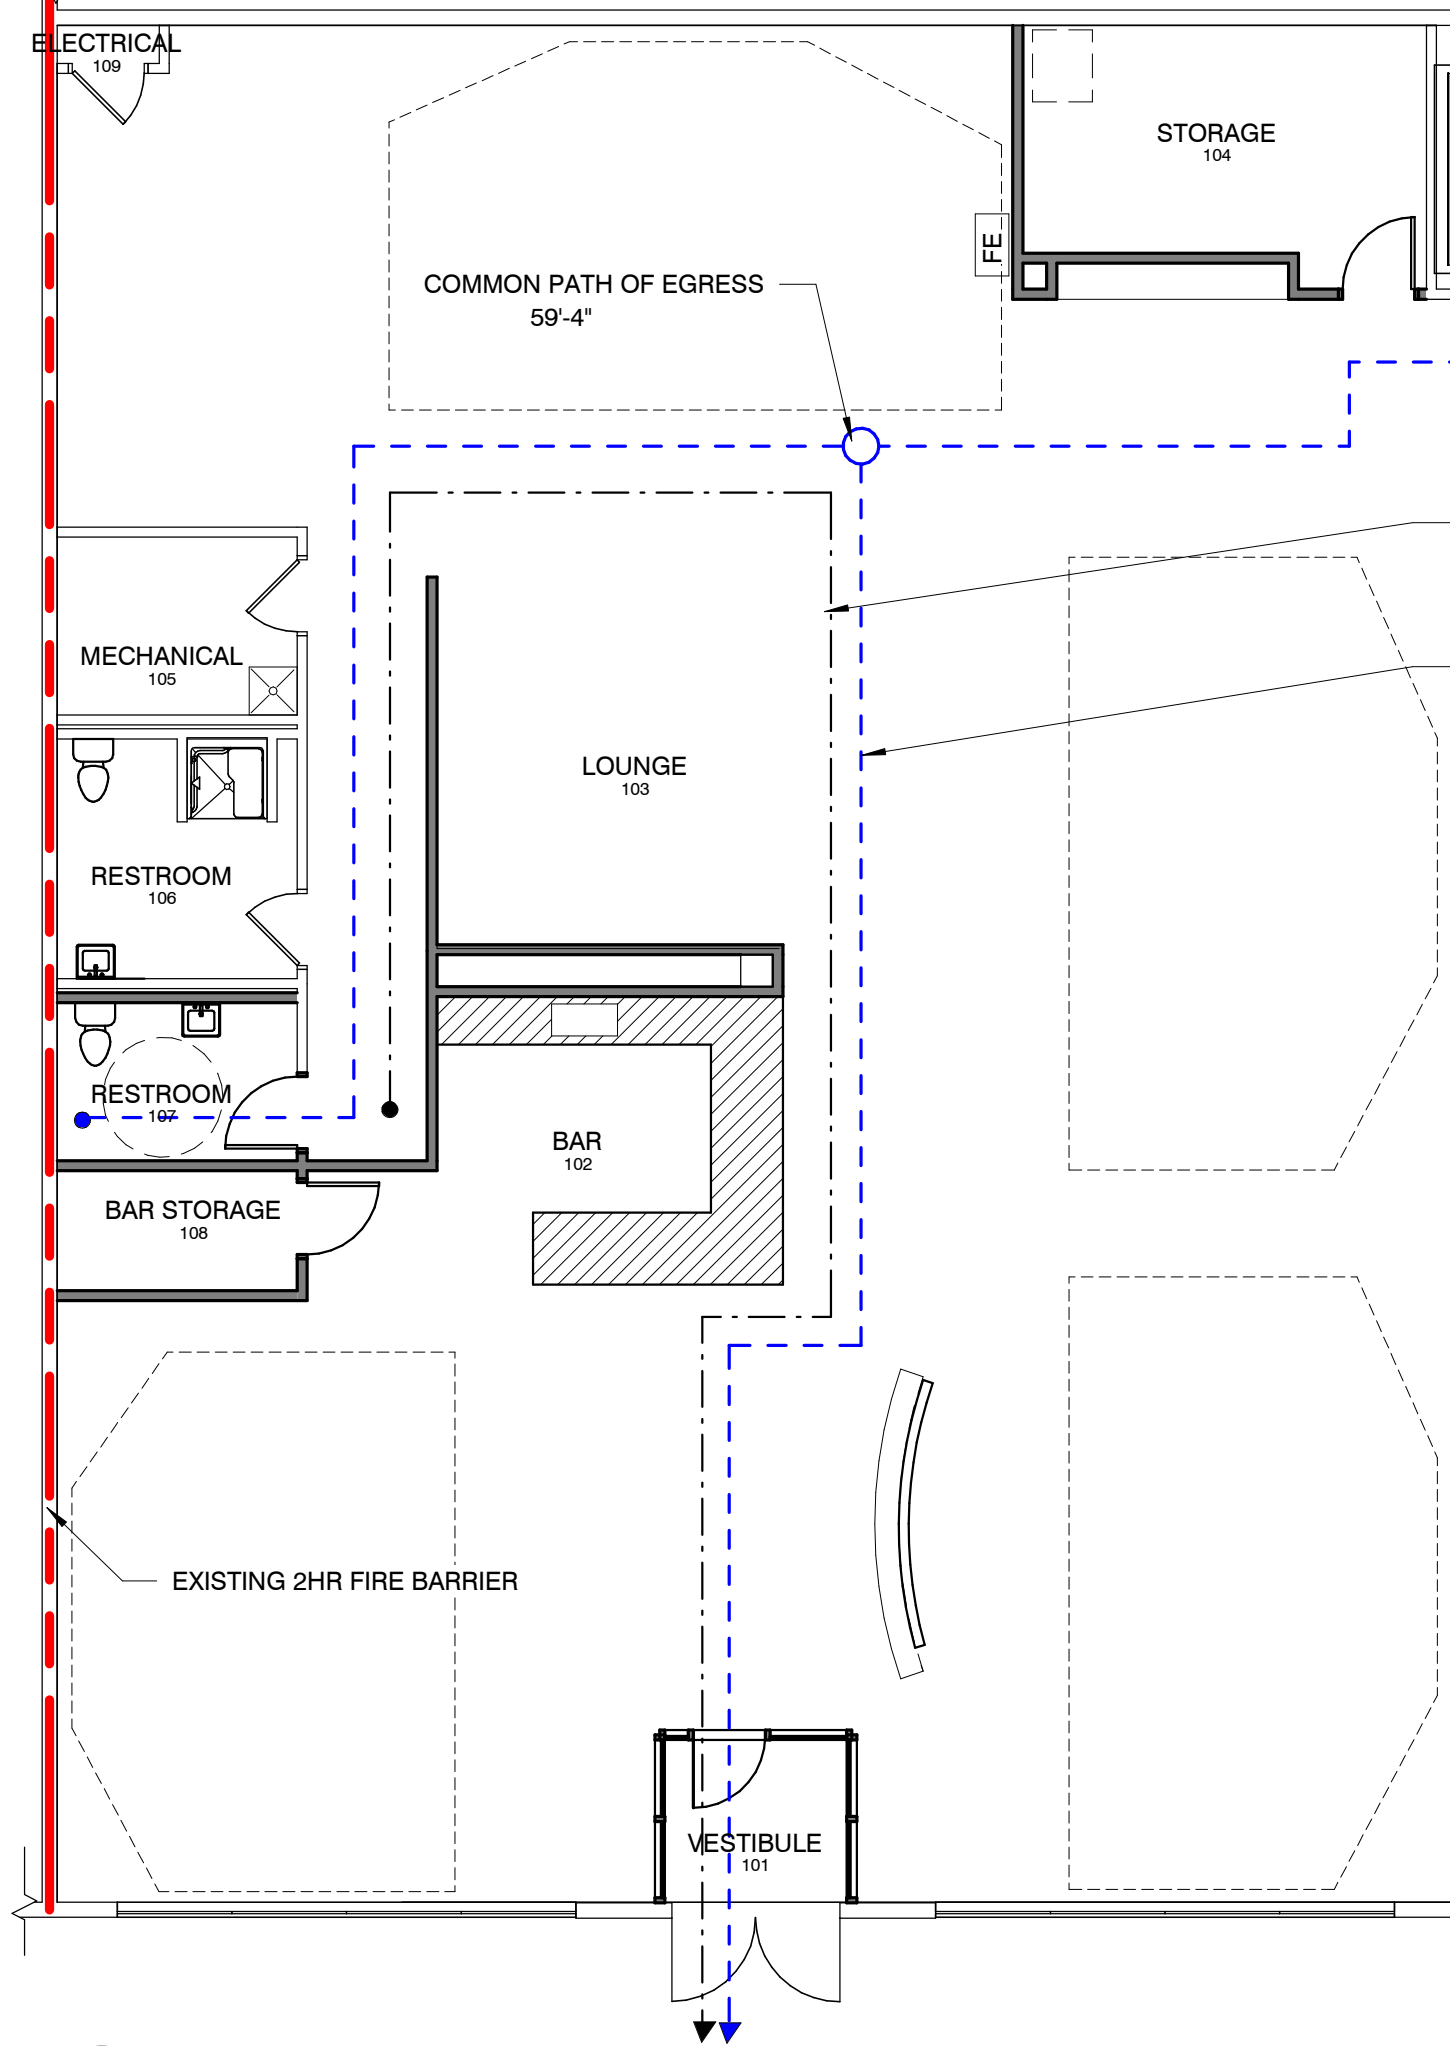 ELECTRICAL
109
STORAGE
104
FE
COMMON PATH OF EGRESS
59'-4"
MECHANICAL
105
LOUNGE
103
RESTROOM
106
RESTROOM
107
BAR
102
BAR STORAGE
108
EXISTING 2HR FIRE BARRIER
VESTIBULE
101